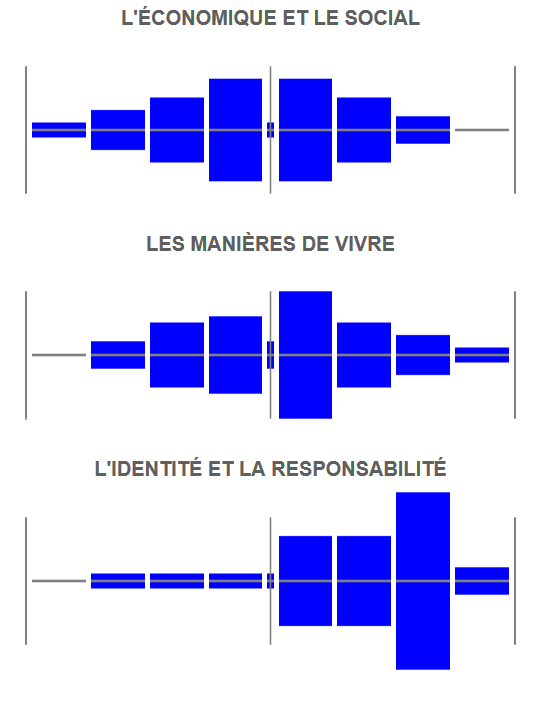 L'ÉCONOMIQUE ET LE SOCIAL
LES MANIÈRES DE VIVRE
L'IDENTITÉ ET LA RESPONSABILITÉ